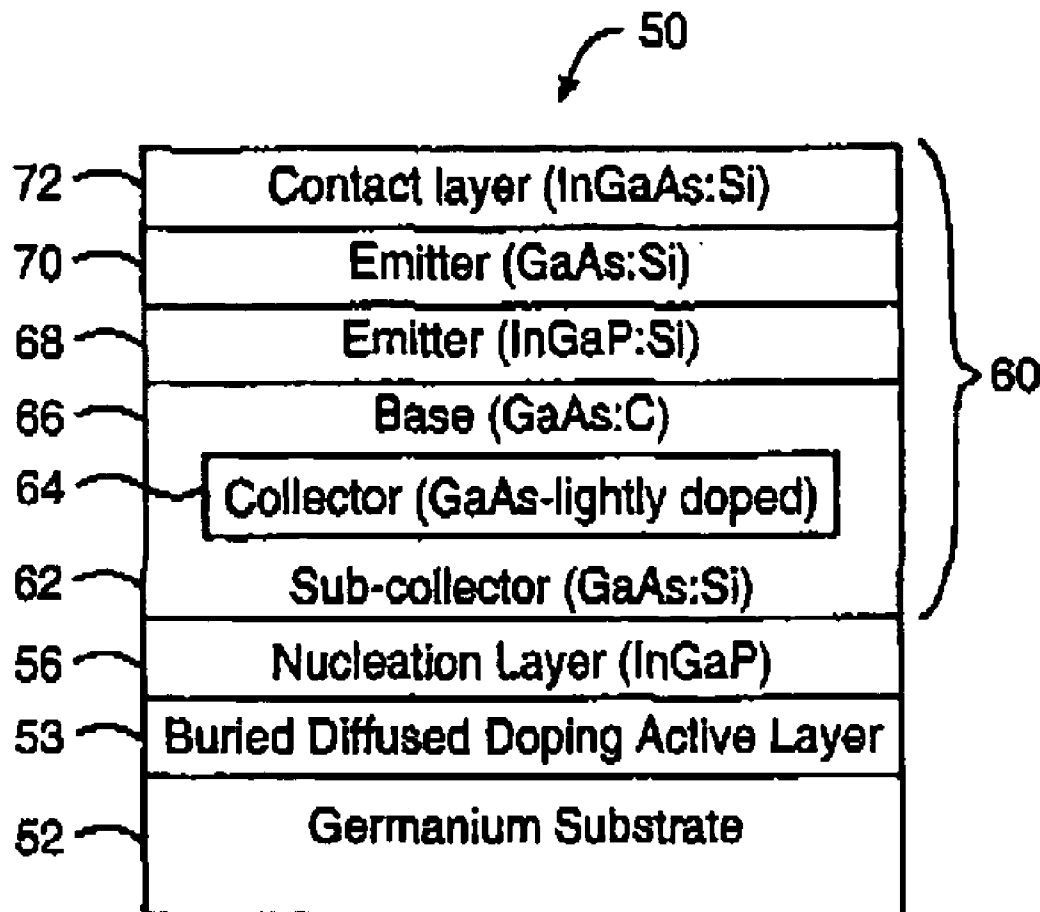 50
72 Contact layer (InGaAs:Si)
70 Emitter (GaAs:Si)
68 Emitter (InGaP:Si)
60
66 Base (GaAs:C)
64 Collector (GaAs-lightly doped)
62 Sub-collector (GaAs:Si)
56 Nucleation Layer (InGaP)
53 Buried Diffused Doping Active Layer
52 Germanium Substrate